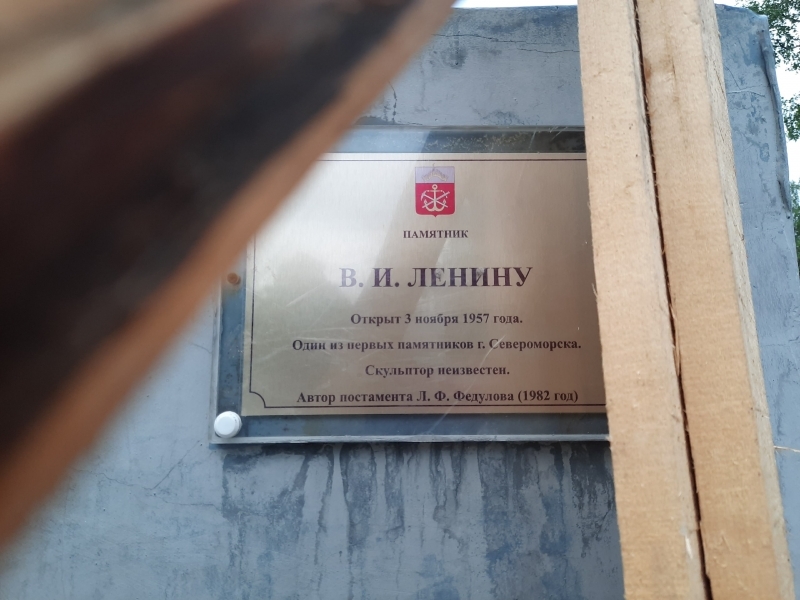 ПАМЯТНИК
В. И. ЛЕНИНУ
Открыт 3 ноября 1957 года.
Один из первых памятников г. Североморска.
Скульптор неизвестен.
Автор постамента Л. Ф. Федулова (1982 год)